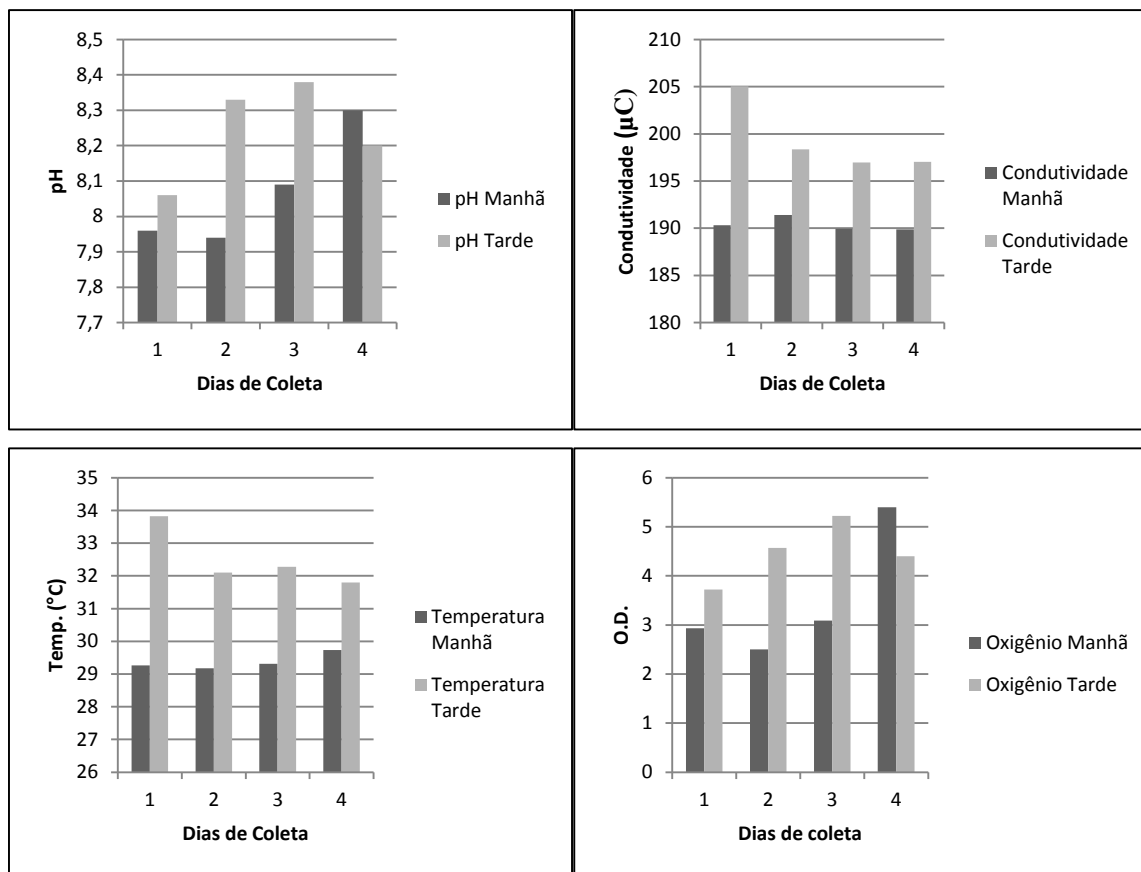 8,5
8,4
8,3
8,2
8,1
8
7,9
7,8
7,7
pH
1 2 3 4
Dias de Coleta
pH Manhã
pH Tarde
210
205
200
195
190
185
180
Condutividade (µC)
1 2 3 4
Dias de Coleta
Condutividade
Manhã
Condutividade
Tarde
35
34
33
32
31
30
29
28
27
26
Temp. (°C)
1 2 3 4
Dias de Coleta
Temperatura
Manhã
Temperatura
Tarde
6
5
4
3
2
1
0
O.D.
1 2 3 4
Dias de coleta
Oxigênio Manhã
Oxigênio Tarde